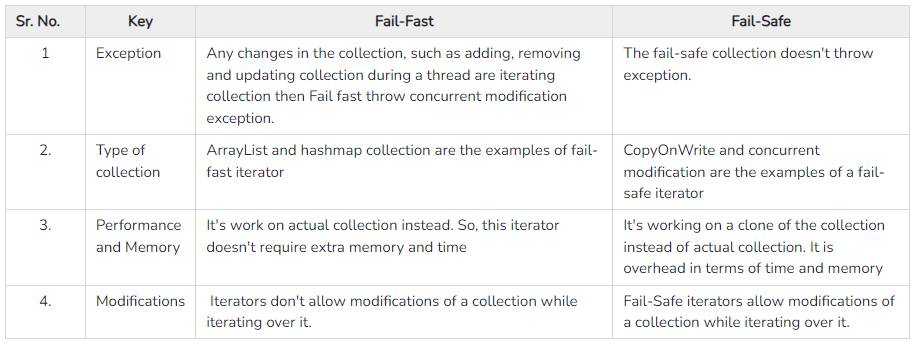 Sr. No. Key Fail-Fast Fail-Safe
1 Exception Any changes in the collection, such as adding, removing
and updating collection during a thread are iterating
collection then Fail fast throw concurrent modification
exception.
The fail-safe collection doesn't throw
exception.
2. Type of
collection
ArrayList and hashmap collection are the examples of fail-
fast iterator
CopyOnWrite and concurrent
modification are the examples of a fail-
safe iterator
3. Performance
and Memory
It's work on actual collection instead. So, this iterator
doesn't require extra memory and time
It's working on a clone of the collection
instead of actual collection. It is
overhead in terms of time and memory
4. Modifications
Iterators don't allow modifications of a collection while
iterating over it.
Fail-Safe iterators allow modifications of
a collection while iterating over it.